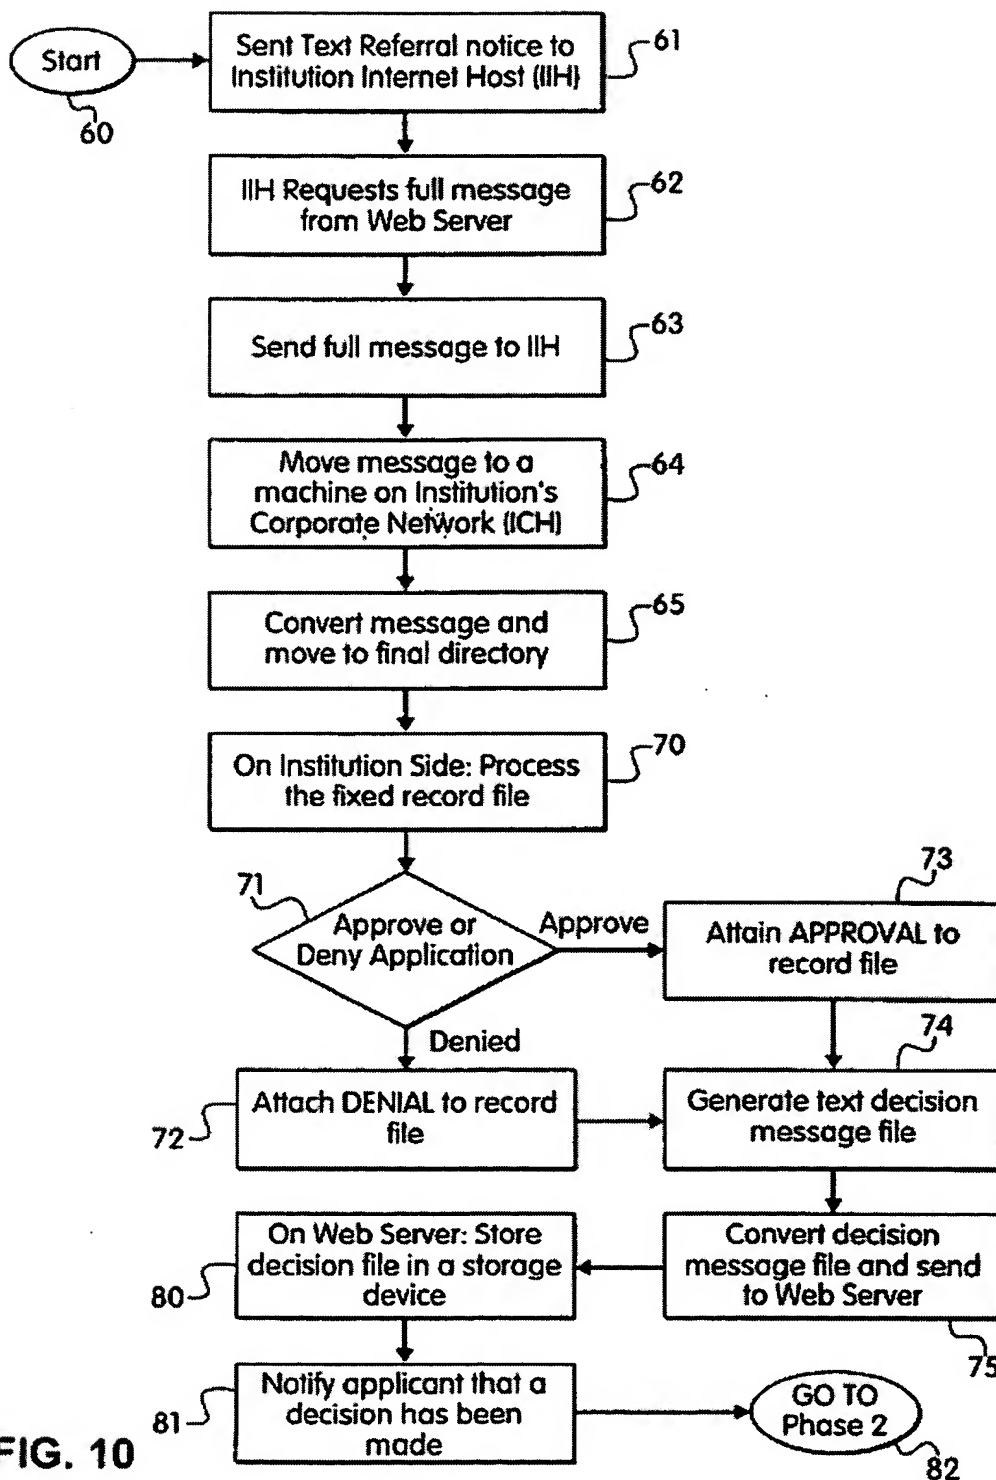 Start
60
Sent Text Referral notice to
Institution Internet Host (IIH)
61
IIH Requests full message
from Web Server
62
Send full message to IIH
63
Move message to a
machine on Institution's
Corporate Network (ICH)
64
Convert message and
move to final directory
65
On Institution Side: Process
the fixed record file
70
71
Approve or
Deny Application
Approve
Denied
73
Attain APPROVAL to
record file
Attach DENIAL to record
file
72
74
Generate text decision
message file
On Web Server: Store
decision file in a storage
device
80
Convert decision
message file and send
to Web Server
75
Notify applicant that a
decision has been
made
81
GO TO
Phase 2
82
FIG. 10